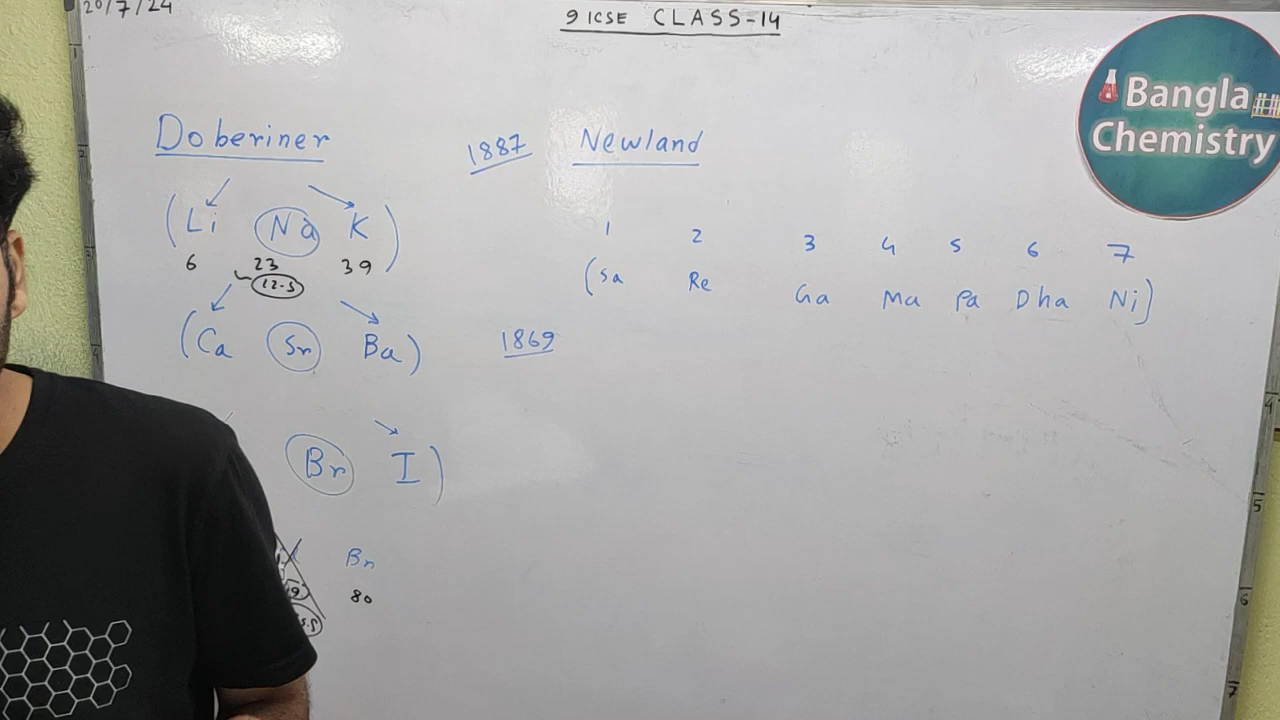 20/7/24
9 ICSE CLASS-14
Bangla
Chemistry
Doberiner
1887 Newland
(Li Na K)
6 23 39
12.5
1 2 3 4 5 6 7
(Sa Re Ga Ma Pa Dha Ni)
(Ca Sr Ba) 1869
Br I)
Br
80